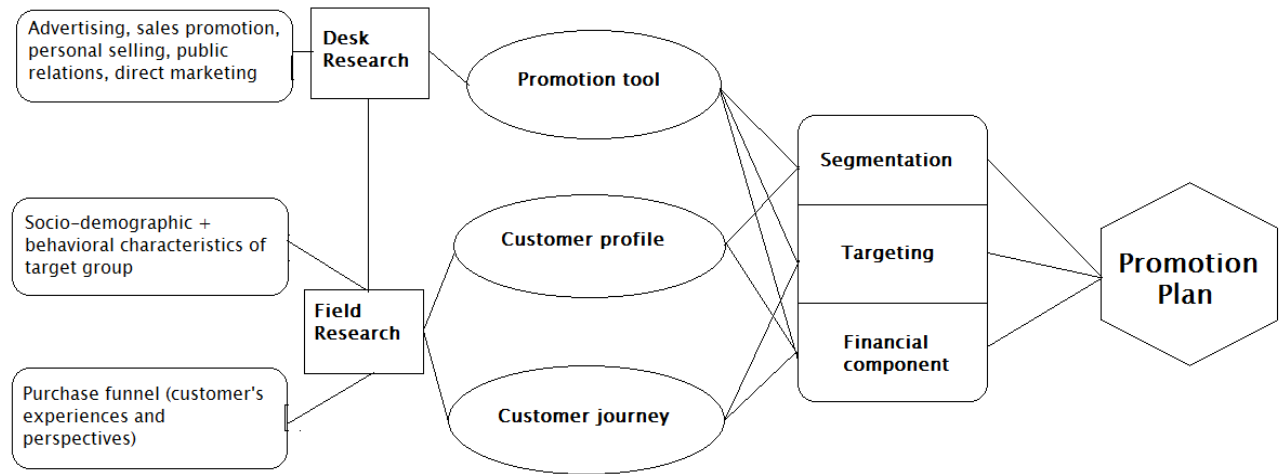 Advertising, sales promotion,
personal selling, public
relations, direct marketing
Desk
Research
Promotion tool
Segmentation
Socio-demographic +
behavioral characteristics of
target group
Customer profile
Targeting
Promotion
Plan
Field
Research
Financial
component
Purchase funnel (customer's
experiences and
perspectives)
Customer journey